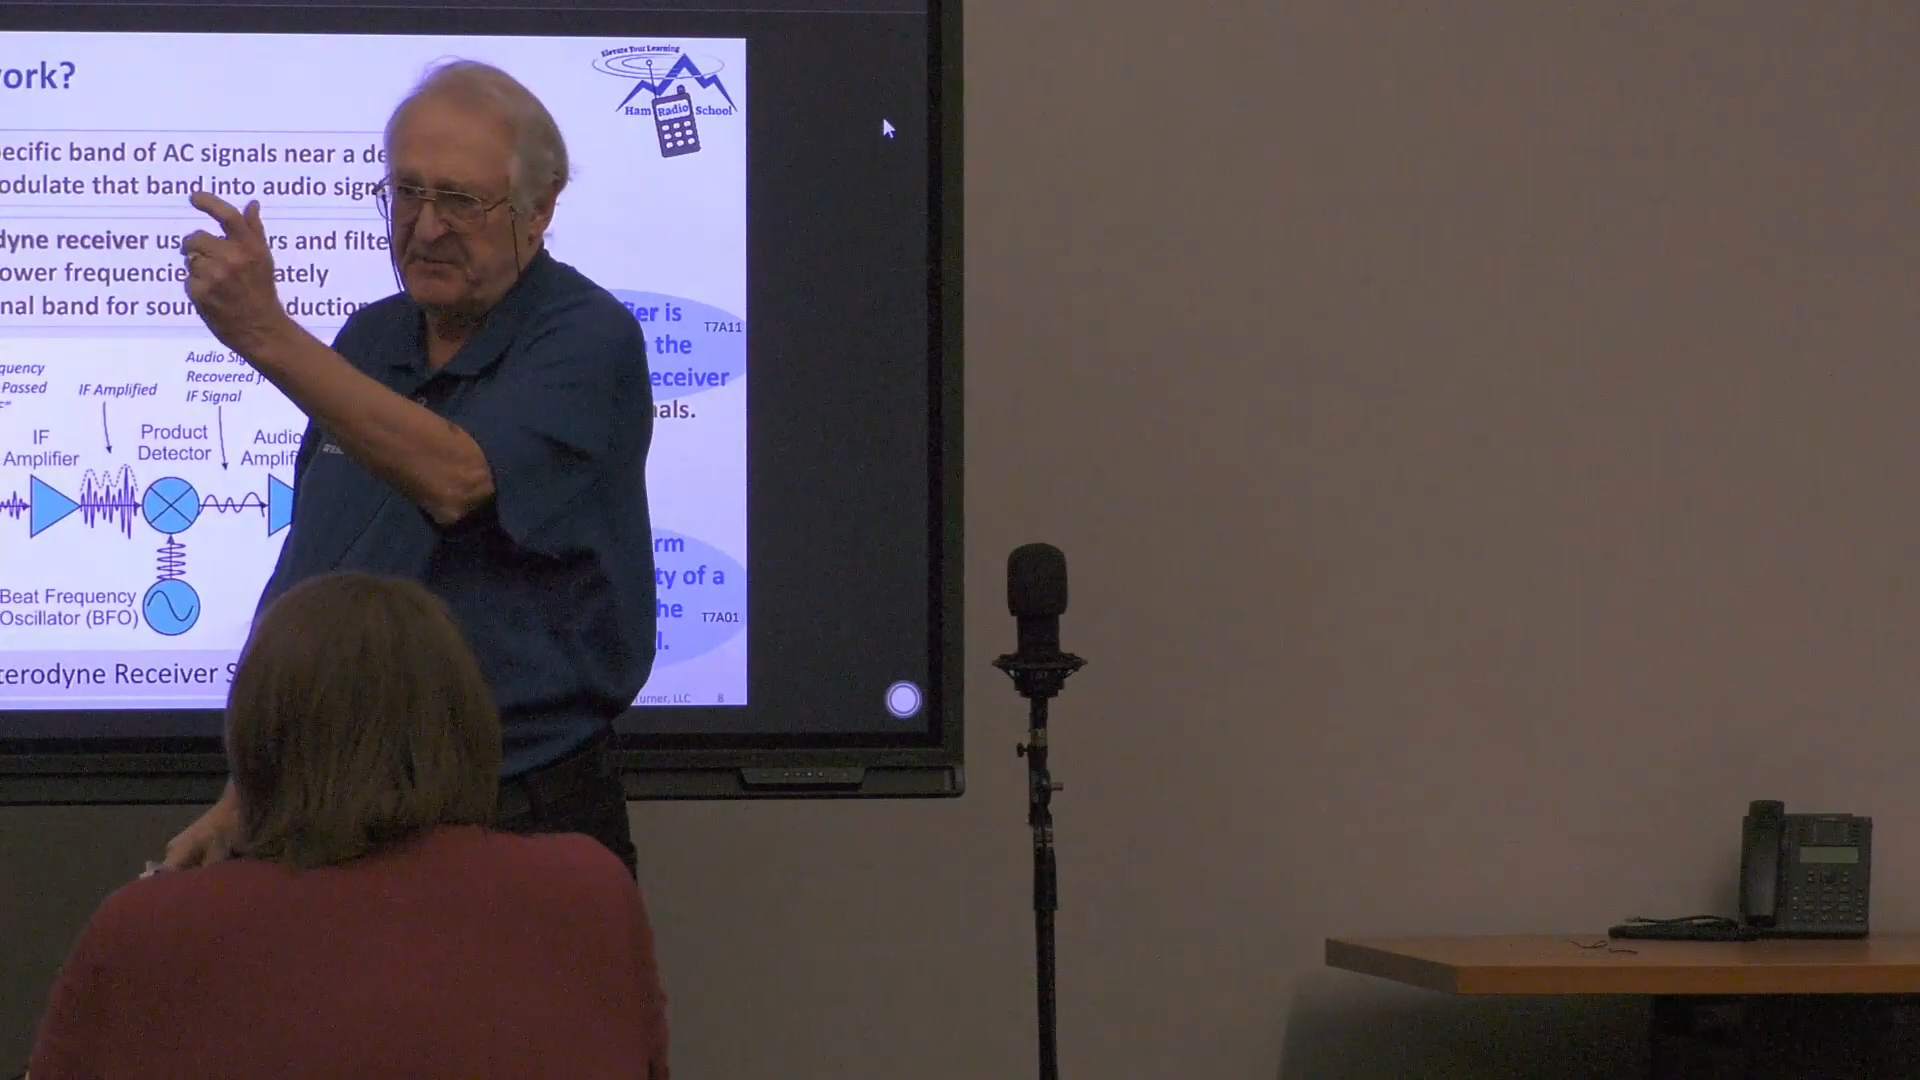 Elevate Your Learning
Ham Radio School
ork?
ecific band of AC signals near a de
odulate that band into audio sign
dyne receiver us rs and filte
ower frequencie ately
nal band for soun duction
ier is
T7A11
the
eceiver
nals.
quency
Passed
IF Amplified
Audio Sig
Recovered f
IF Signal
IF
Amplifier
Product
Detector
Audio
Amplif
Beat Frequency
Oscillator (BFO)
rm
ty of a
he
T7A01
l.
terodyne Receiver S
urner, LLC 8